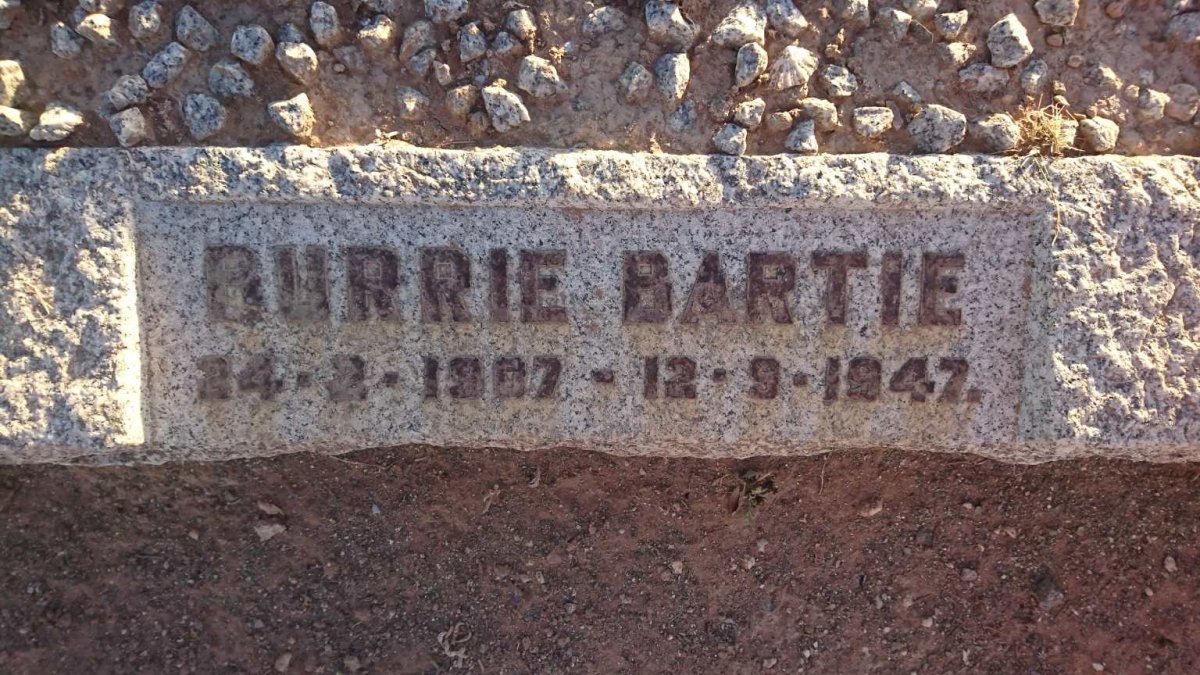 BURRIE BARTIE
24 · 2 · 1907 - 12 · 9 · 1947.